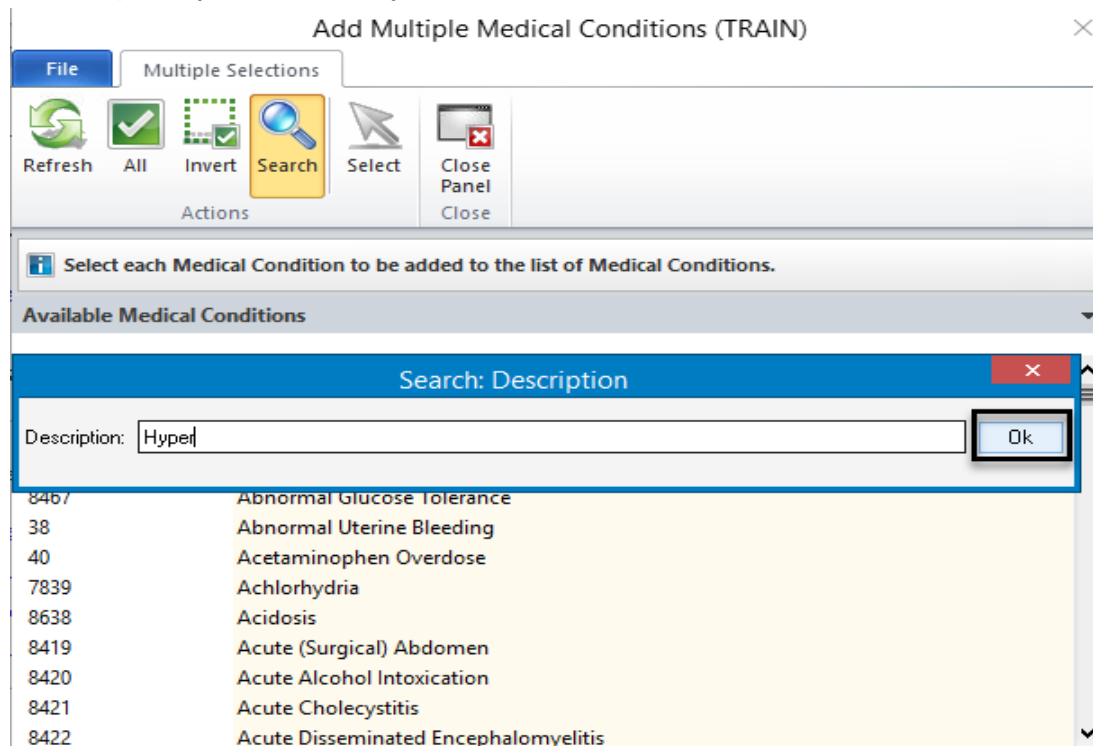 Add Multiple Medical Conditions (TRAIN)
File Multiple Selections
Refresh All Invert Search Select Close Panel
Actions Close
Select each Medical Condition to be added to the list of Medical Conditions.
Available Medical Conditions
Search: Description
Description: Hyper Ok
8467 Abnormal Glucose Tolerance
38 Abnormal Uterine Bleeding
40 Acetaminophen Overdose
7839 Achlorhydria
8638 Acidosis
8419 Acute (Surgical) Abdomen
8420 Acute Alcohol Intoxication
8421 Acute Cholecystitis
8422 Acute Disseminated Encephalomyelitis